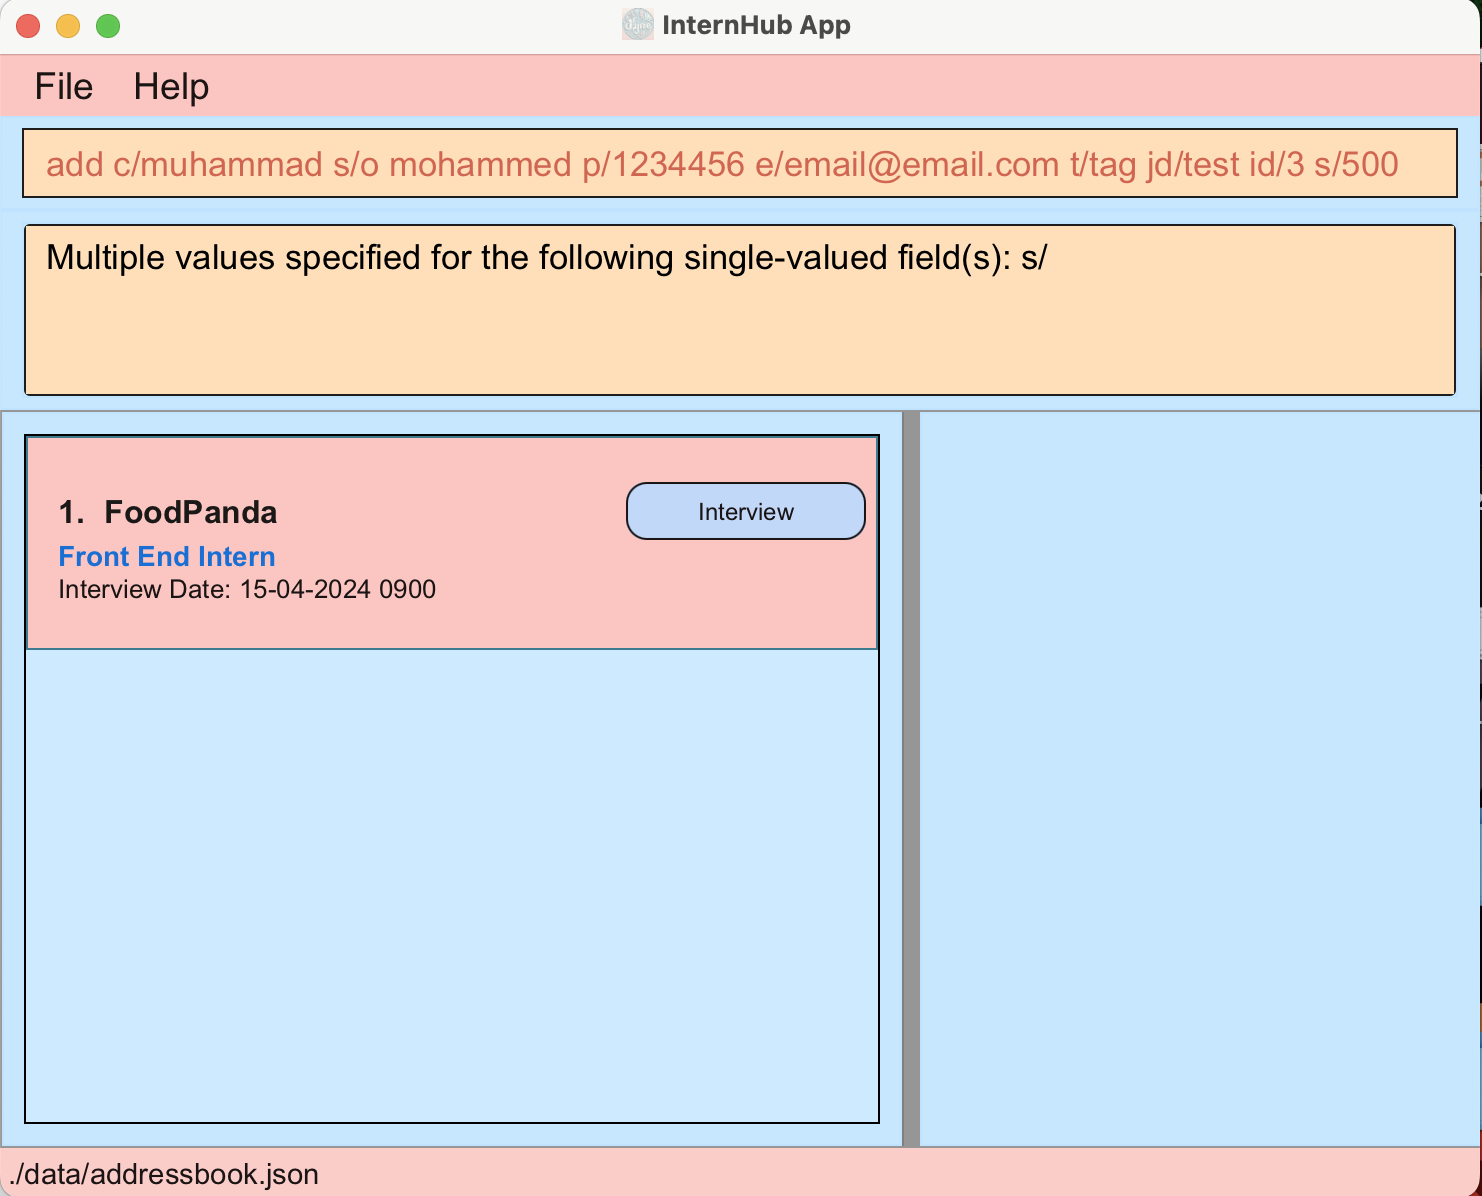 InternHub App
File Help
add c/muhammad s/o mohammed p/1234456 e/email@email.com t/tag jd/test id/3 s/500
Multiple values specified for the following single-valued field(s): s/
1. FoodPanda
Interview
Front End Intern
Interview Date: 15-04-2024 0900
./data/addressbook.json